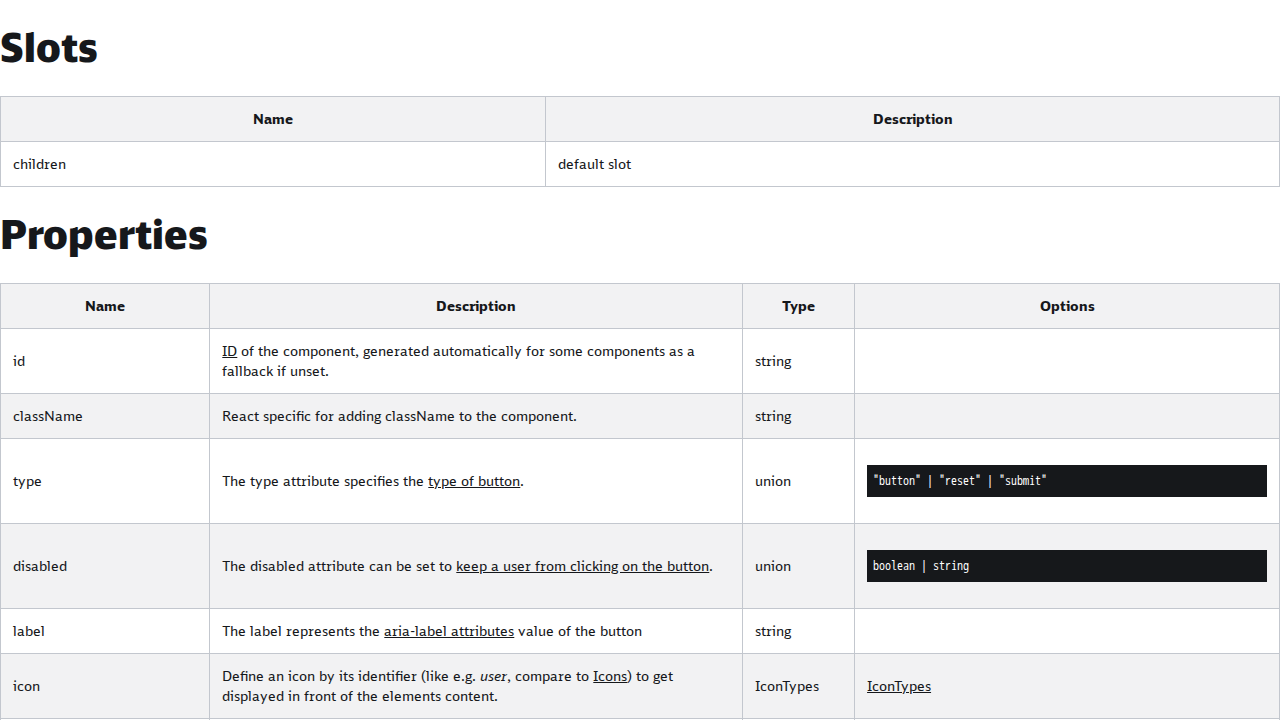 Slots
Name Description
children default slot
Properties
Name Description Type Options
id ID of the component, generated automatically for some components as a fallback if unset. string
className React specific for adding className to the component. string
type The type attribute specifies the type of button. union "button" | "reset" | "submit"
disabled The disabled attribute can be set to keep a user from clicking on the button. union boolean | string
label The label represents the aria-label attributes value of the button string
icon Define an icon by its identifier (like e.g. user, compare to Icons) to get displayed in front of the elements content. IconTypes IconTypes